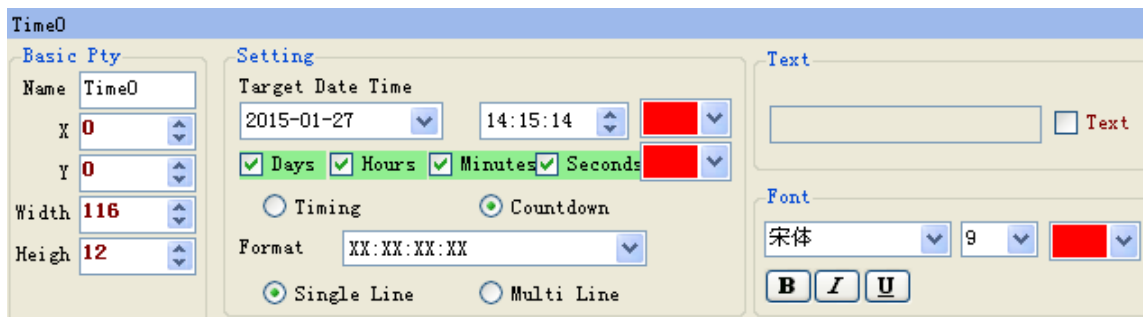 Time0
Basic Pty
Name Time0
X 0
Y 0
Width 116
Heigh 12
Setting
Target Date Time
2015-01-27 14:15:14
Days Hours Minutes Seconds
Timing Countdown
Format XX:XX:XX:XX
Single Line Multi Line
Text
Text
Font
宋体 9
B I U